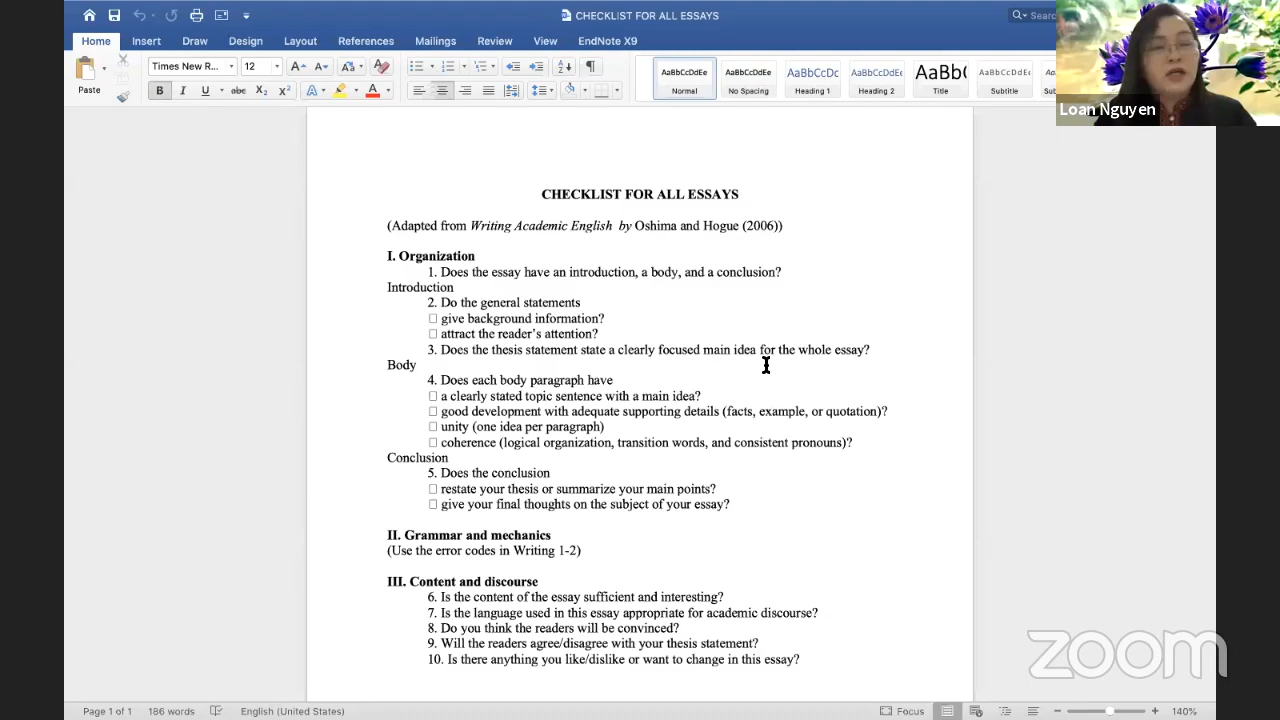 CHECKLIST FOR ALL ESSAYS
Sear
Home Insert Draw Design Layout References Mailings Review View EndNote X9
Loan Nguyen
Times New R... 12
Paste
AaBbCcDdEe AaBbCcDdEe AaBbCcDc AaBbCcDdEe AaBb( AaBbCcDdEe
Normal No Spacing Heading 1 Heading 2 Title Subtitle
CHECKLIST FOR ALL ESSAYS
(Adapted from Writing Academic English by Oshima and Hogue (2006))
I. Organization
1. Does the essay have an introduction, a body, and a conclusion?
Introduction
2. Do the general statements
□ give background information?
□ attract the reader's attention?
3. Does the thesis statement state a clearly focused main idea for the whole essay?
Body
4. Does each body paragraph have
□ a clearly stated topic sentence with a main idea?
□ good development with adequate supporting details (facts, example, or quotation)?
□ unity (one idea per paragraph)
□ coherence (logical organization, transition words, and consistent pronouns)?
Conclusion
5. Does the conclusion
□ restate your thesis or summarize your main points?
□ give your final thoughts on the subject of your essay?
II. Grammar and mechanics
(Use the error codes in Writing 1-2)
III. Content and discourse
6. Is the content of the essay sufficient and interesting?
7. Is the language used in this essay appropriate for academic discourse?
8. Do you think the readers will be convinced?
9. Will the readers agree/disagree with your thesis statement?
10. Is there anything you like/dislike or want to change in this essay?
zoom
Page 1 of 1 186 words English (United States) Focus 140%